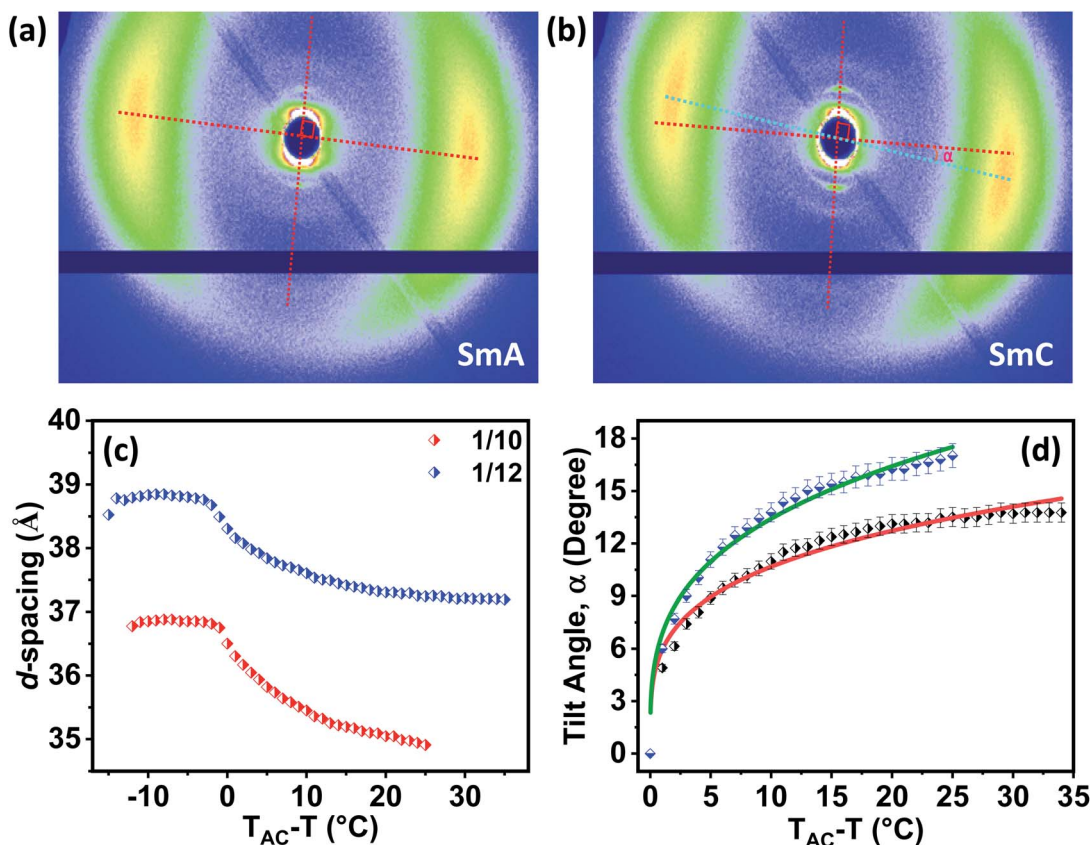 (a)
SmA
(b)
α
SmC
(c)
1/10
1/12
40
39
38
37
36
35
d-spacing (Å)
-10 0 10 20 30
T_AC-T (°C)
(d)
18
15
12
9
6
3
0
Tilt Angle, α (Degree)
0 5 10 15 20 25 30 35
T_AC-T (°C)